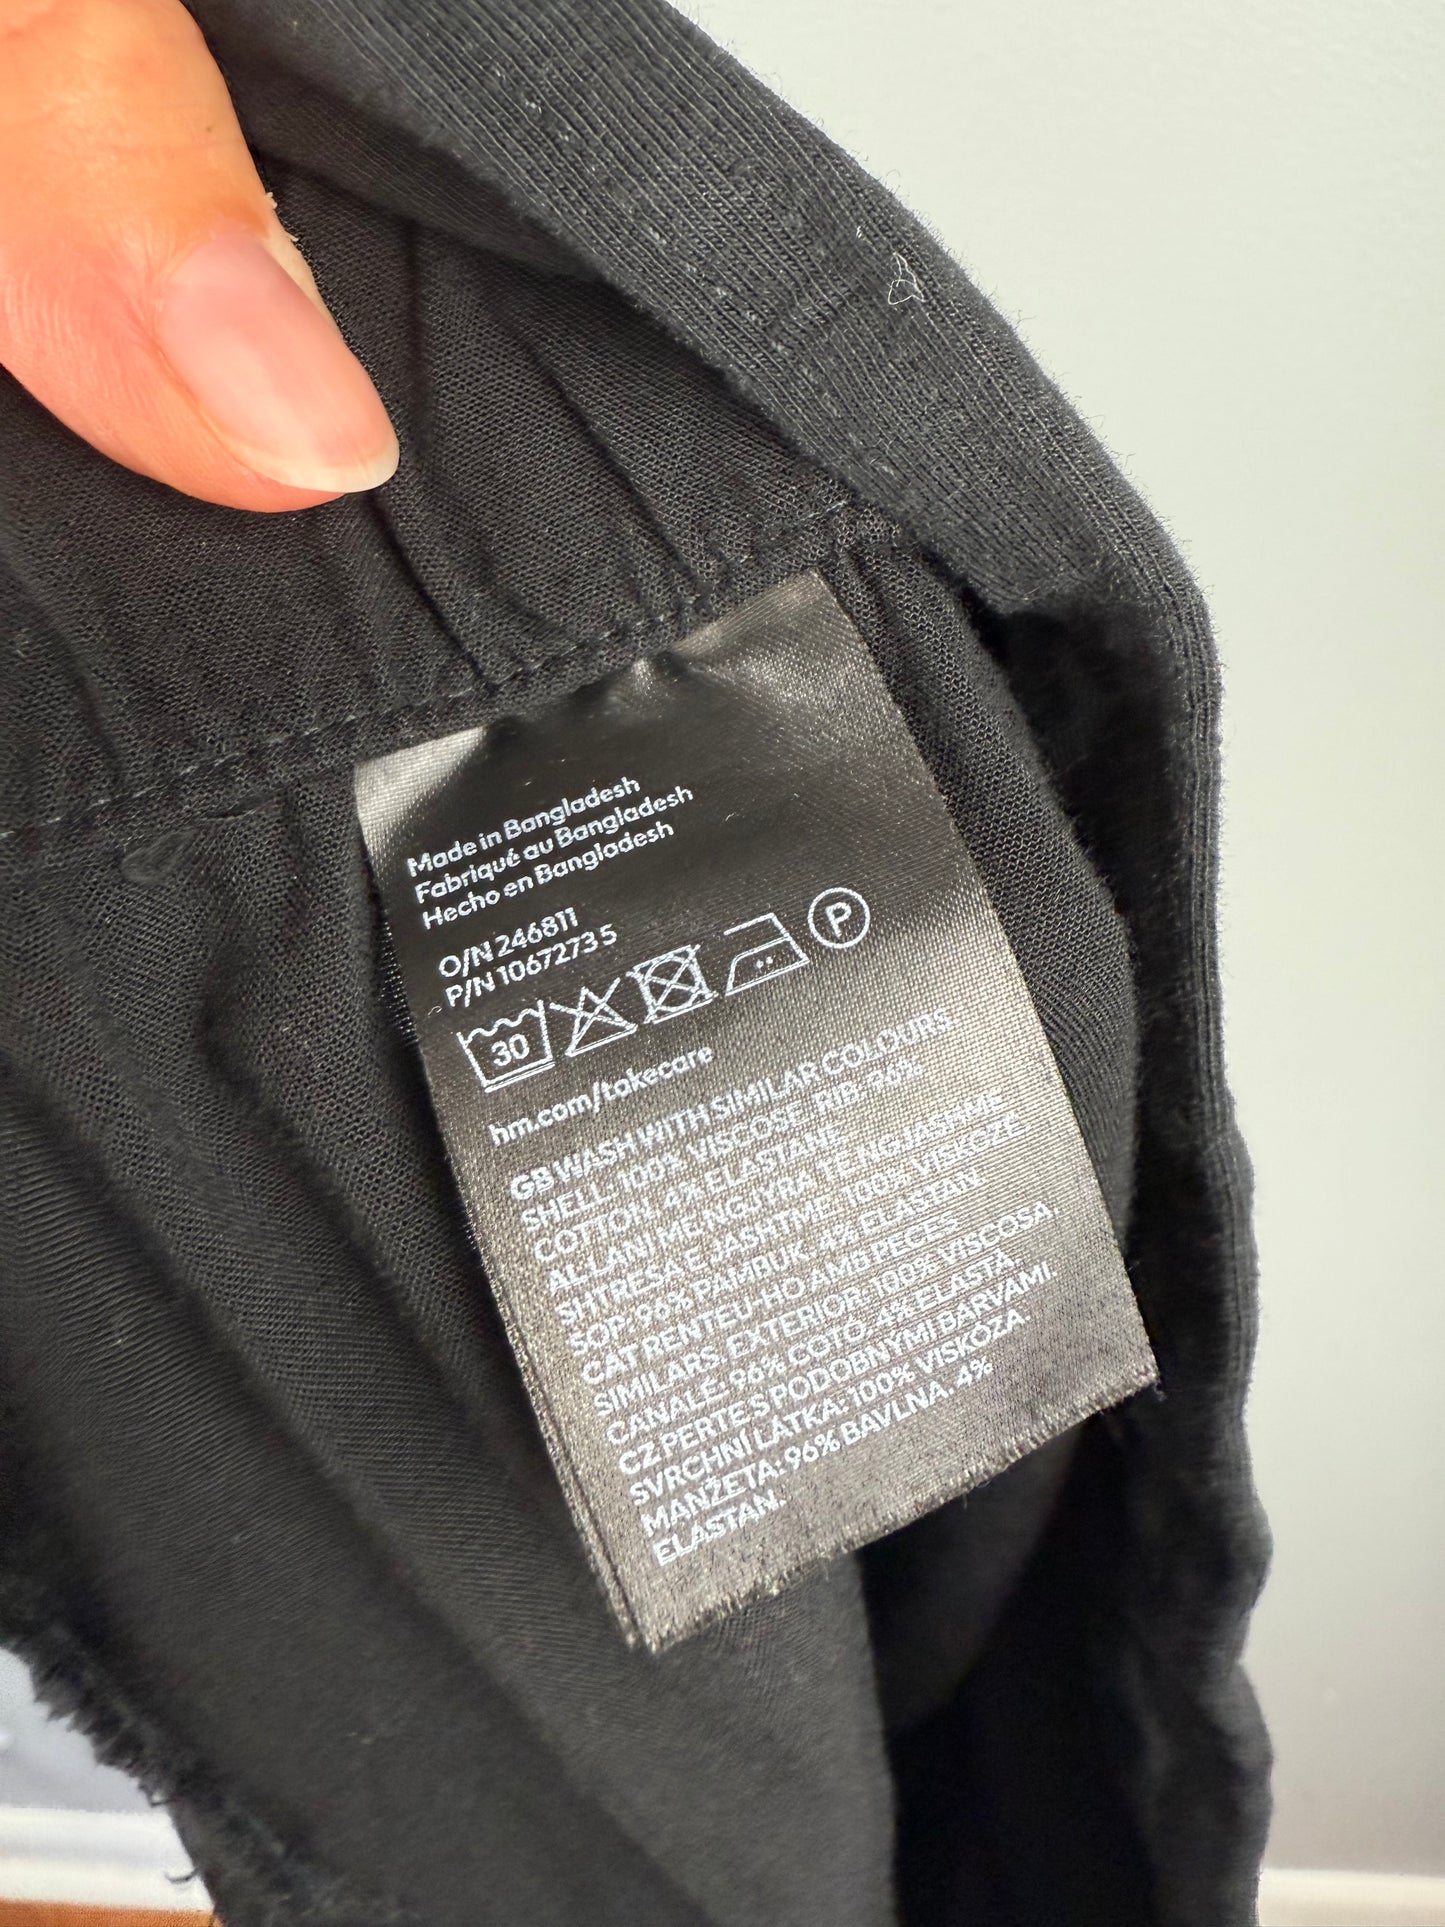 Made in Bangladesh
Fabriqué au Bangladesh
Hecho en Bangladesh
O/N 246811
P/N 1067273 5
30
P
hm.com/takecare
GB WASH WITH SIMILAR COLOURS
SHELL: 100% VISCOSE. RIB: 96%
COTTON, 4% ELASTANE
AL LANI ME NGJYRA TË NGJASHME
SHTRESA E JASHTME: 100% VISKOZË
SOP: 96% PAMBUK, 4% ELASTAN
CAT RENTEU-HO AMB PECES
SIMILARS. EXTERIOR: 100% VISCOSA.
CANALÉ: 96% COTÓ, 4% ELASTÀ
CZ PERTE S PODOBNÝMI BARVAMI.
SVRCHNÍ LÁTKA: 100% VISKÓZA.
MANŽETA: 96% BAVLNA, 4%
ELASTAN.